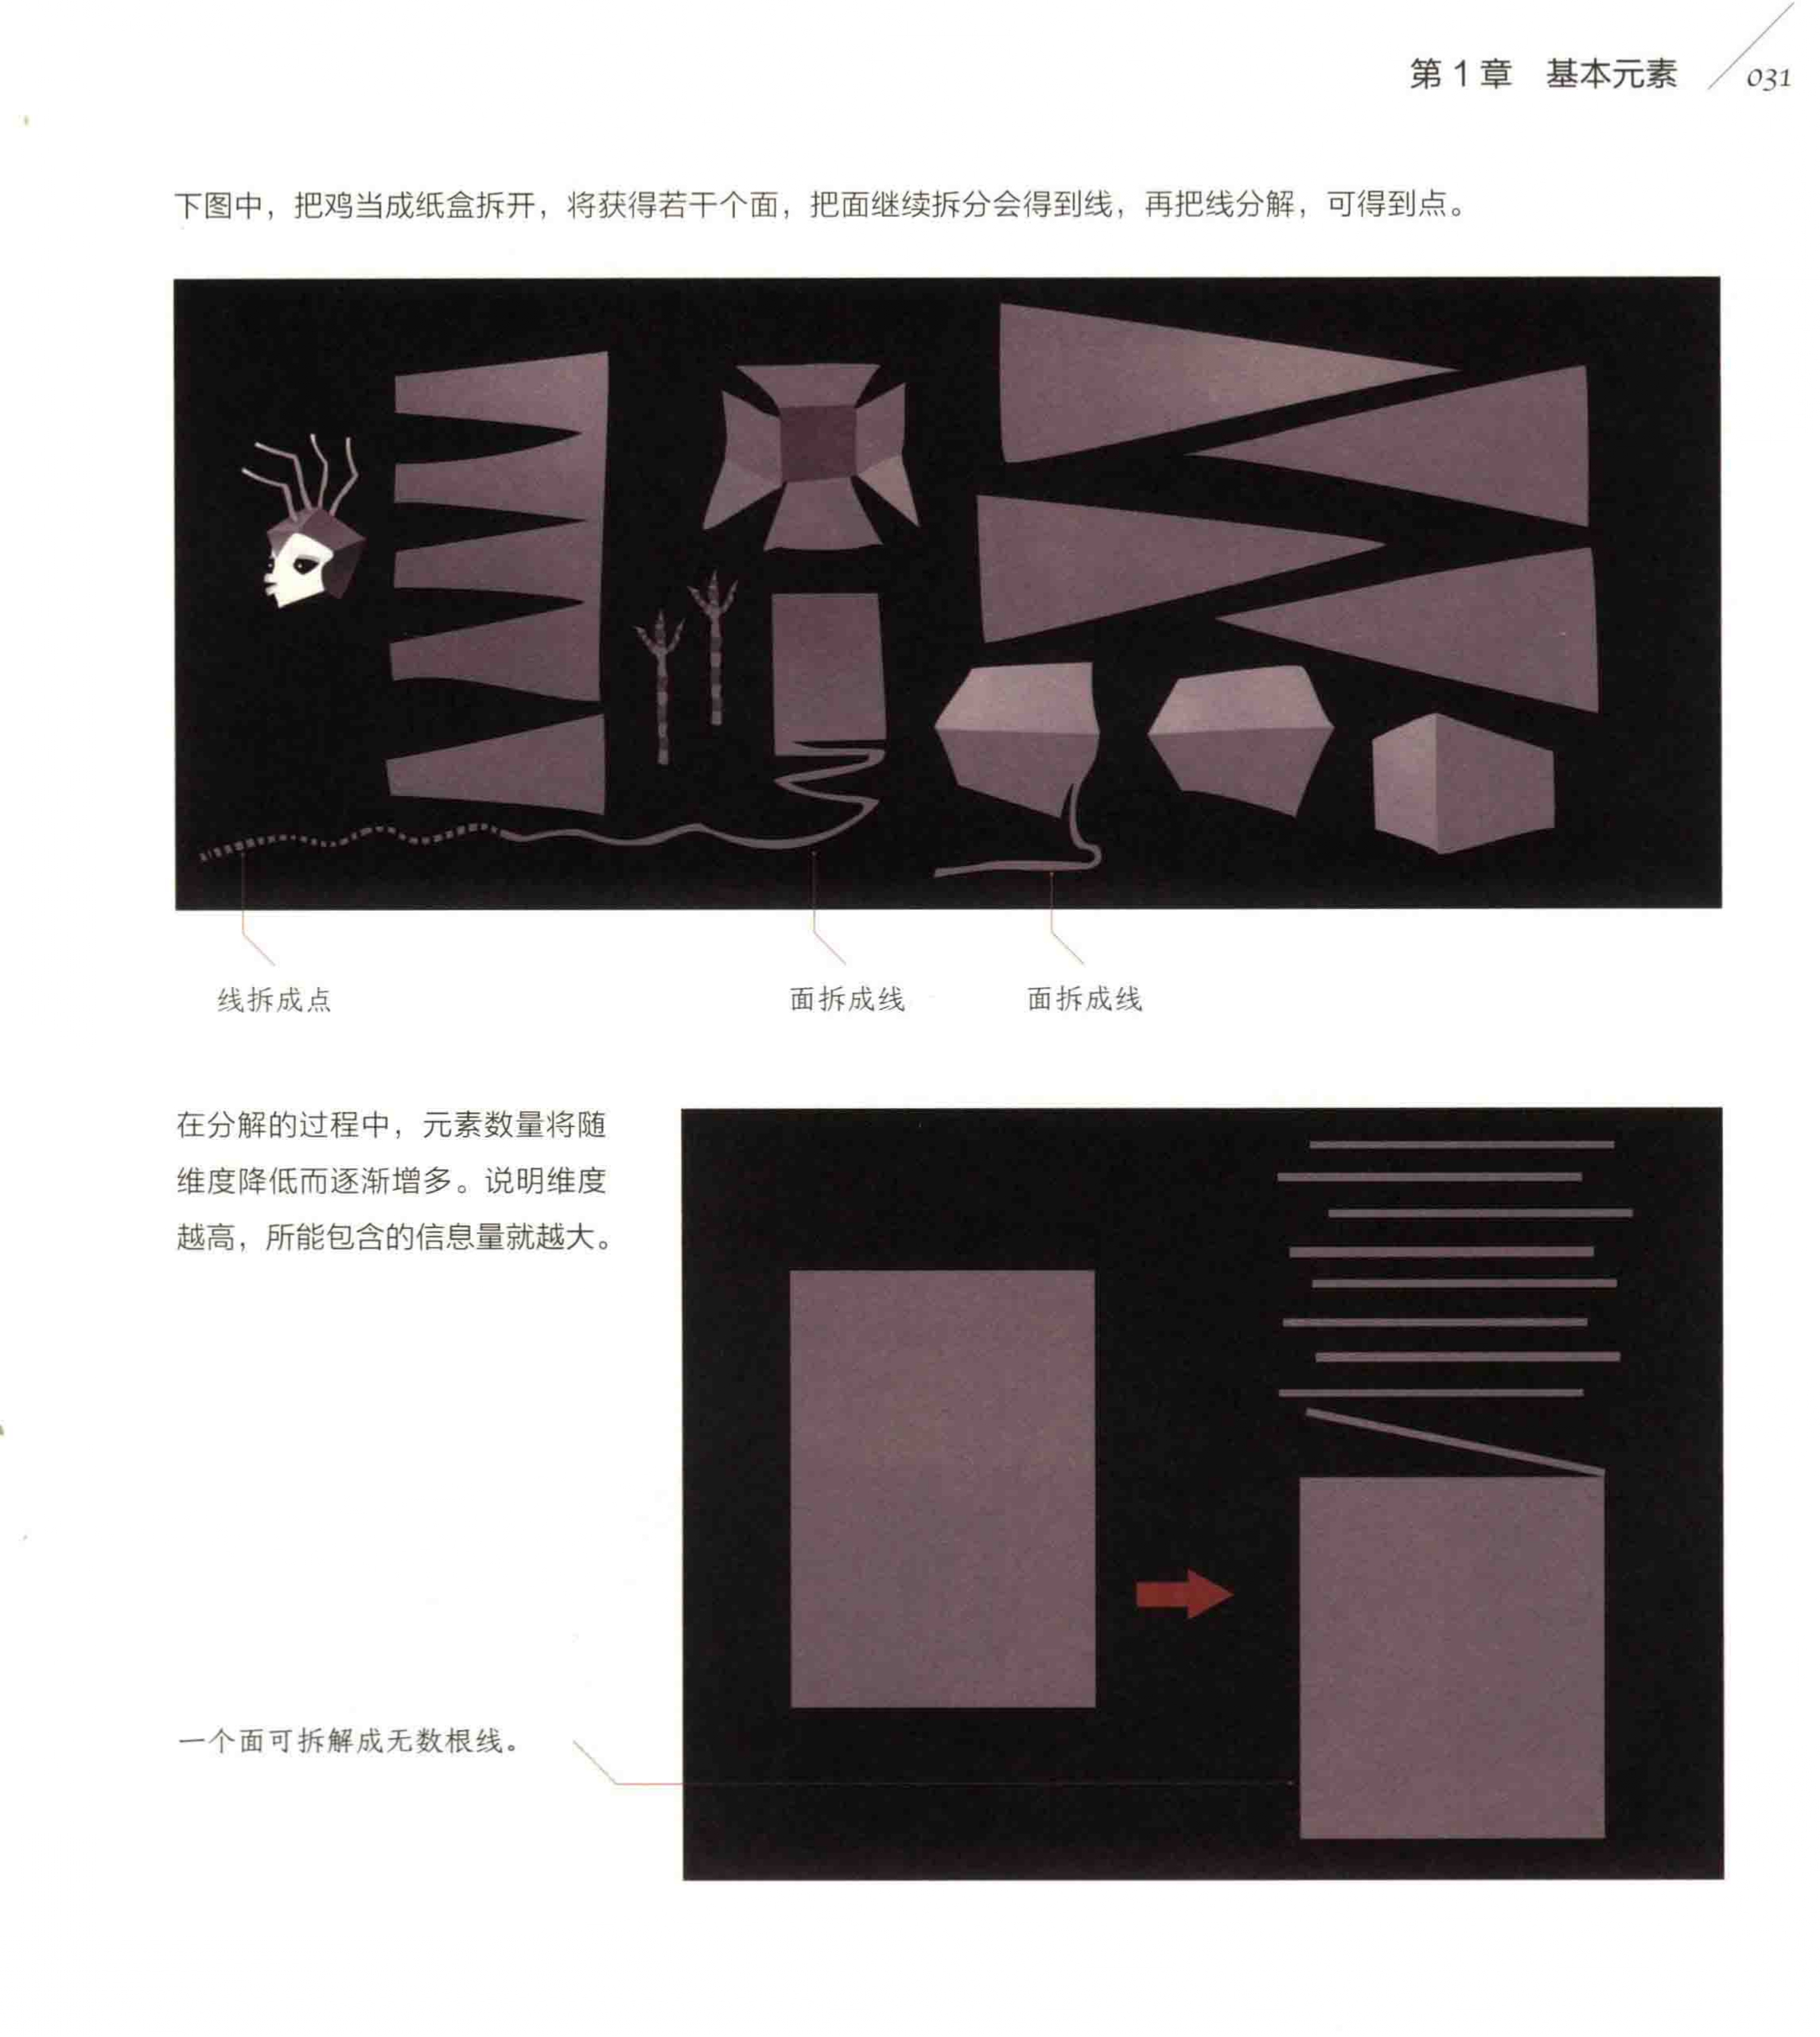 第 1 章　基本元素　031
下图中，把鸡当成纸盒拆开，将获得若干个面，把面继续拆分会得到线，再把线分解，可得到点。
线拆成点
面拆成线
面拆成线
在分解的过程中，元素数量将随
维度降低而逐渐增多。说明维度
越高，所能包含的信息量就越大。
一个面可拆解成无数根线。